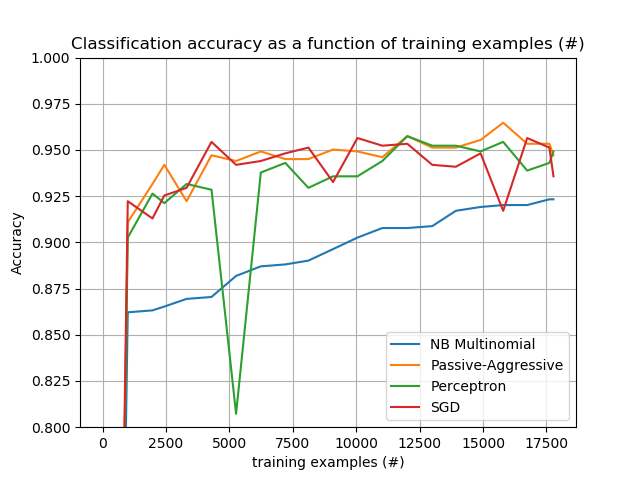 Classification accuracy as a function of training examples (#)
1.000
0.975
0.950
0.925
0.900
0.875
0.850
0.825
0.800
Accuracy
NB Multinomial
Passive-Aggressive
Perceptron
SGD
0 2500 5000 7500 10000 12500 15000 17500
training examples (#)